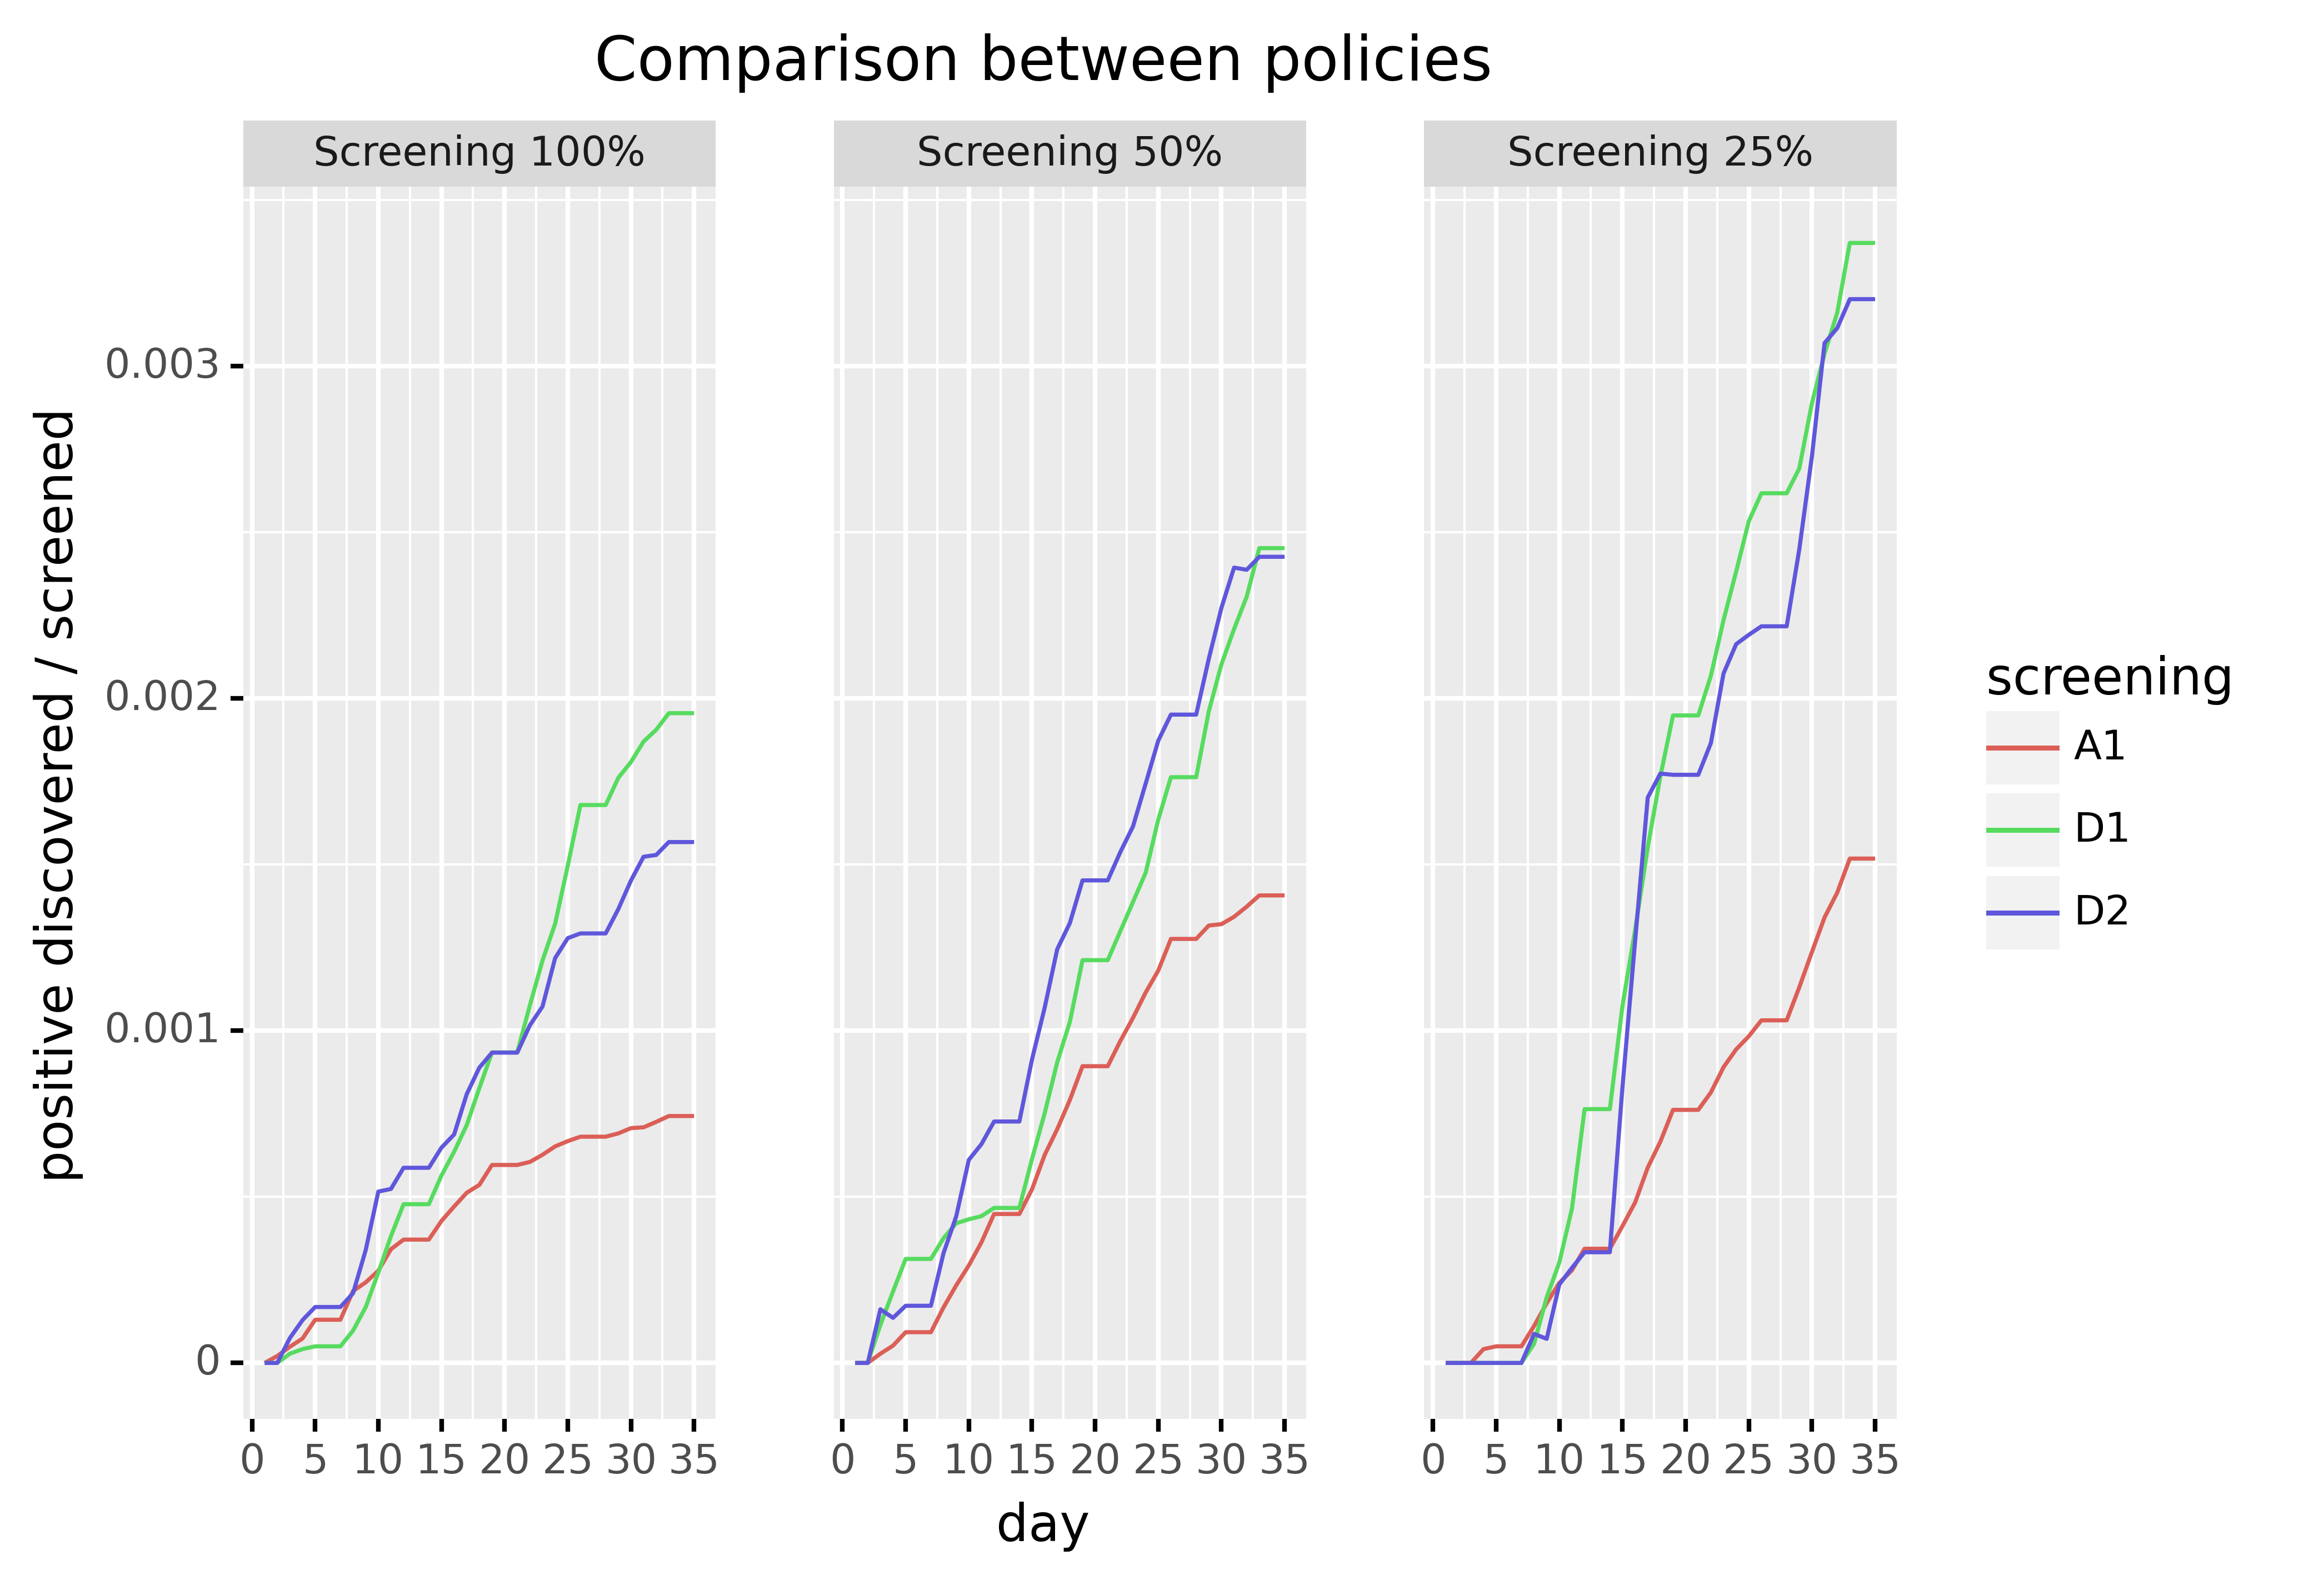 Comparison between policies
Screening 100%
Screening 50%
Screening 25%
positive discovered / screened
0.003
0.002
0.001
0
0 5 10 15 20 25 30 35
0 5 10 15 20 25 30 35
0 5 10 15 20 25 30 35
day
screening
A1
D1
D2